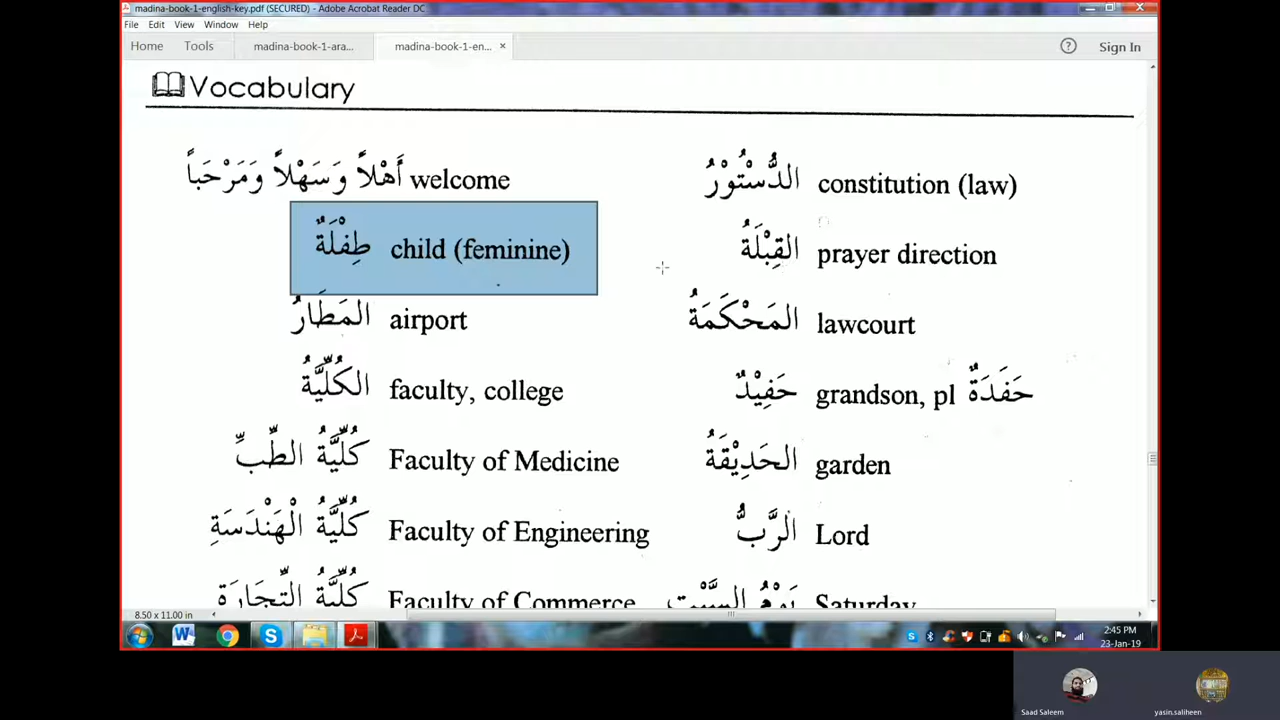 madina-book-1-english-key.pdf (SECURED) - Adobe Acrobat Reader DC
File Edit View Window Help
Home Tools madina-book-1-ara... madina-book-1-en... × Sign In
Vocabulary
أَهْلاً وَسَهْلاً وَمَرْحَباً welcome
طِفْلَةٌ child (feminine)
المَطَارُ airport
الكُلِّيَّةُ faculty, college
كُلِّيَّةُ الطِّبِّ Faculty of Medicine
كُلِّيَّةُ الْهَنْدَسَةِ Faculty of Engineering
كُلِّيَّةُ التِّجَارَةِ Faculty of Commerce
الدُّسْتُوْرُ constitution (law)
القِبْلَةُ prayer direction
المَحْكَمَةُ lawcourt
حَفِيْدٌ grandson, pl حَفَدَةٌ
الحَدِيْقَةُ garden
الرَّبُّ Lord
يَوْمُ السَّبْتِ Saturday
8.50 x 11.00 in
2:45 PM
23-Jan-19
Saad Saleem
yasin.saliheen